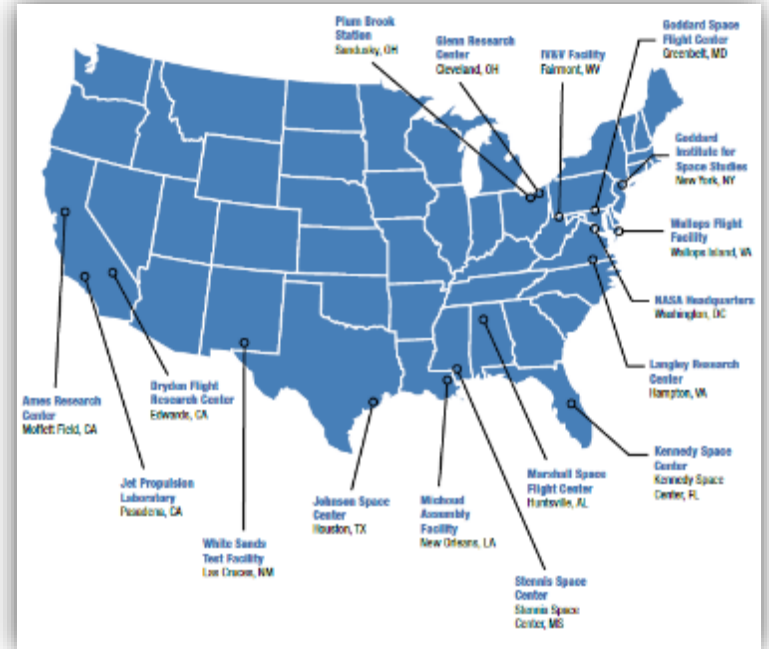 Plum Brook
Station
Sandusky, OH
Glenn Research
Center
Cleveland, OH
IV&V Facility
Fairmont, WV
Goddard Space
Flight Center
Greenbelt, MD
Goddard
Institute for
Space Studies
New York, NY
Wallops Flight
Facility
Wallops Island, VA
NASA Headquarters
Washington, DC
Langley Research
Center
Hampton, VA
Kennedy Space
Center
Kennedy Space
Center, FL
Marshall Space
Flight Center
Huntsville, AL
Stennis Space
Center
Stennis Space
Center, MS
Michoud
Assembly
Facility
New Orleans, LA
Johnson Space
Center
Houston, TX
White Sands
Test Facility
Las Cruces, NM
Jet Propulsion
Laboratory
Pasadena, CA
Dryden Flight
Research Center
Edwards, CA
Ames Research
Center
Moffett Field, CA